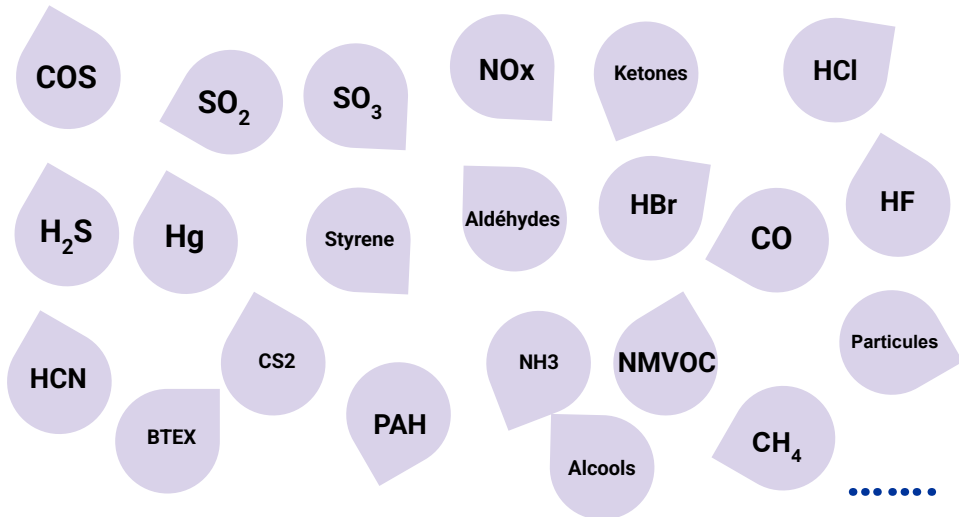 COS
SO₂
SO₃
NOx
Ketones
HCl
H₂S
Hg
Styrene
Aldéhydes
HBr
CO
HF
HCN
BTEX
CS2
PAH
NH3
Alcools
NMVOC
CH₄
Particules
.......